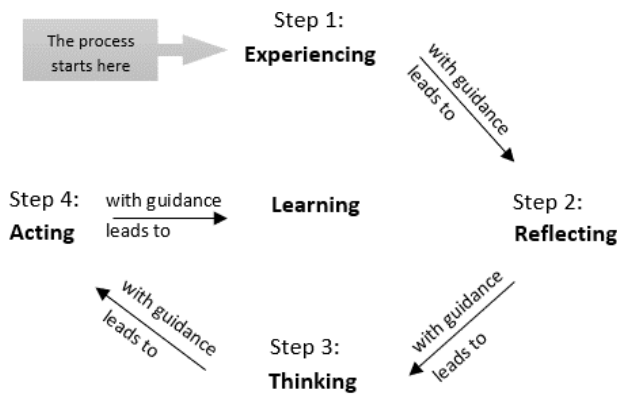 The process
starts here
Step 1:
Experiencing
with guidance
leads to
Step 2:
Reflecting
with guidance
leads to
Step 3:
Thinking
with guidance
leads to
Step 4:
Acting
with guidance
leads to
Learning